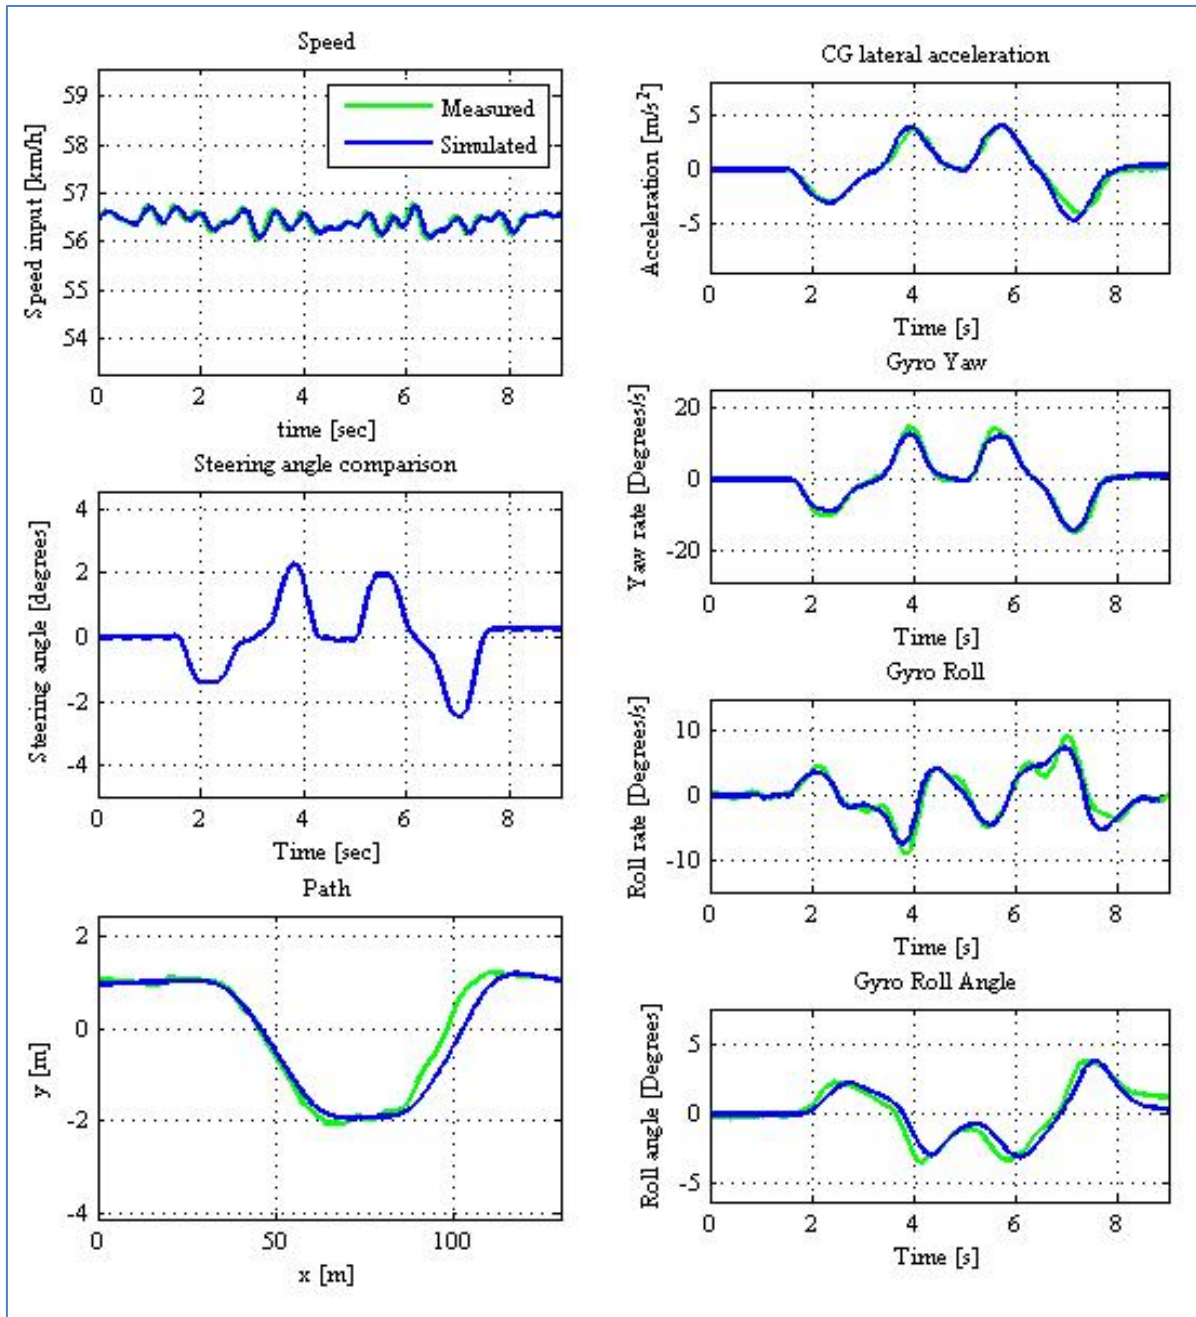 Speed
Speed input [km/h]
59
58
57
56
55
54
Measured
Simulated
0 2 4 6 8
time [sec]
Steering angle comparison
Steering angle [degrees]
4
2
0
-2
-4
0 2 4 6 8
Time [sec]
Path
y [m]
2
0
-2
-4
0 50 100
x [m]
CG lateral acceleration
Acceleration [m/s²]
5
0
-5
0 2 4 6 8
Time [s]
Gyro Yaw
Yaw rate [Degrees/s]
20
0
-20
0 2 4 6 8
Time [s]
Gyro Roll
Roll rate [Degrees/s]
10
0
-10
0 2 4 6 8
Time [s]
Gyro Roll Angle
Roll angle [Degrees]
5
0
-5
0 2 4 6 8
Time [s]